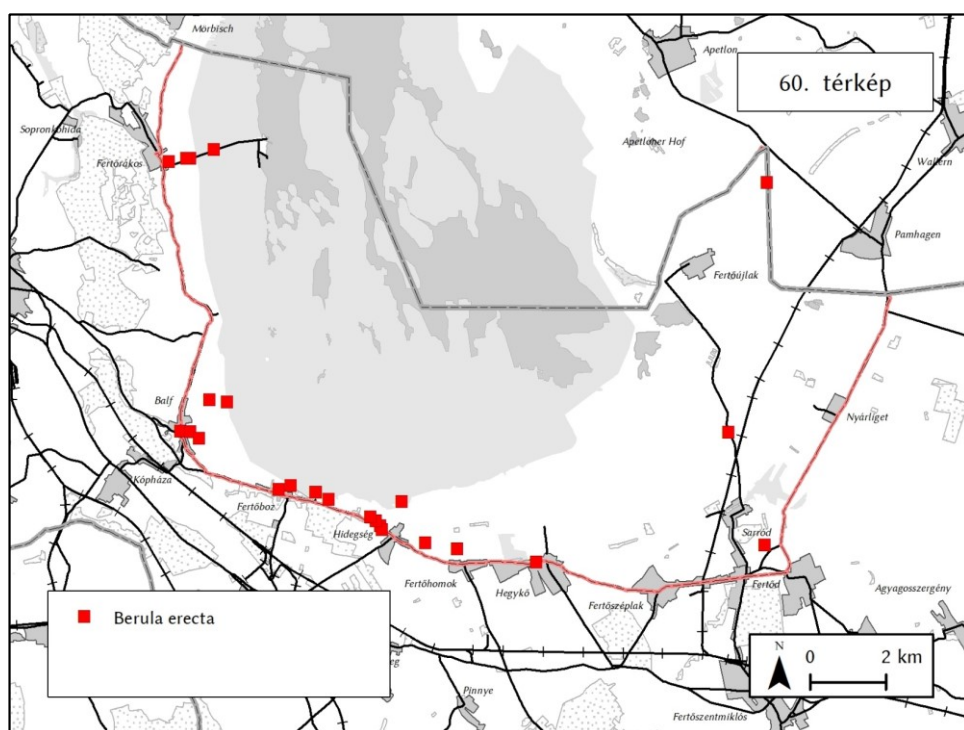 Mörbisch
Apetlon
60. térkép
Sopronkőhida
Fertőrákos
Apetloner Hof
Wallern
Pamhagen
Fertőújlak
Balf
Nyárliget
Kópháza
Fertőboz
Hidegség
Sarród
Fertőhomok
Hegykő
Fertőszéplak
Fertőd
Agyagosszergény
Berula erecta
N
0 2 km
Pinnye
Fertőszentmiklós